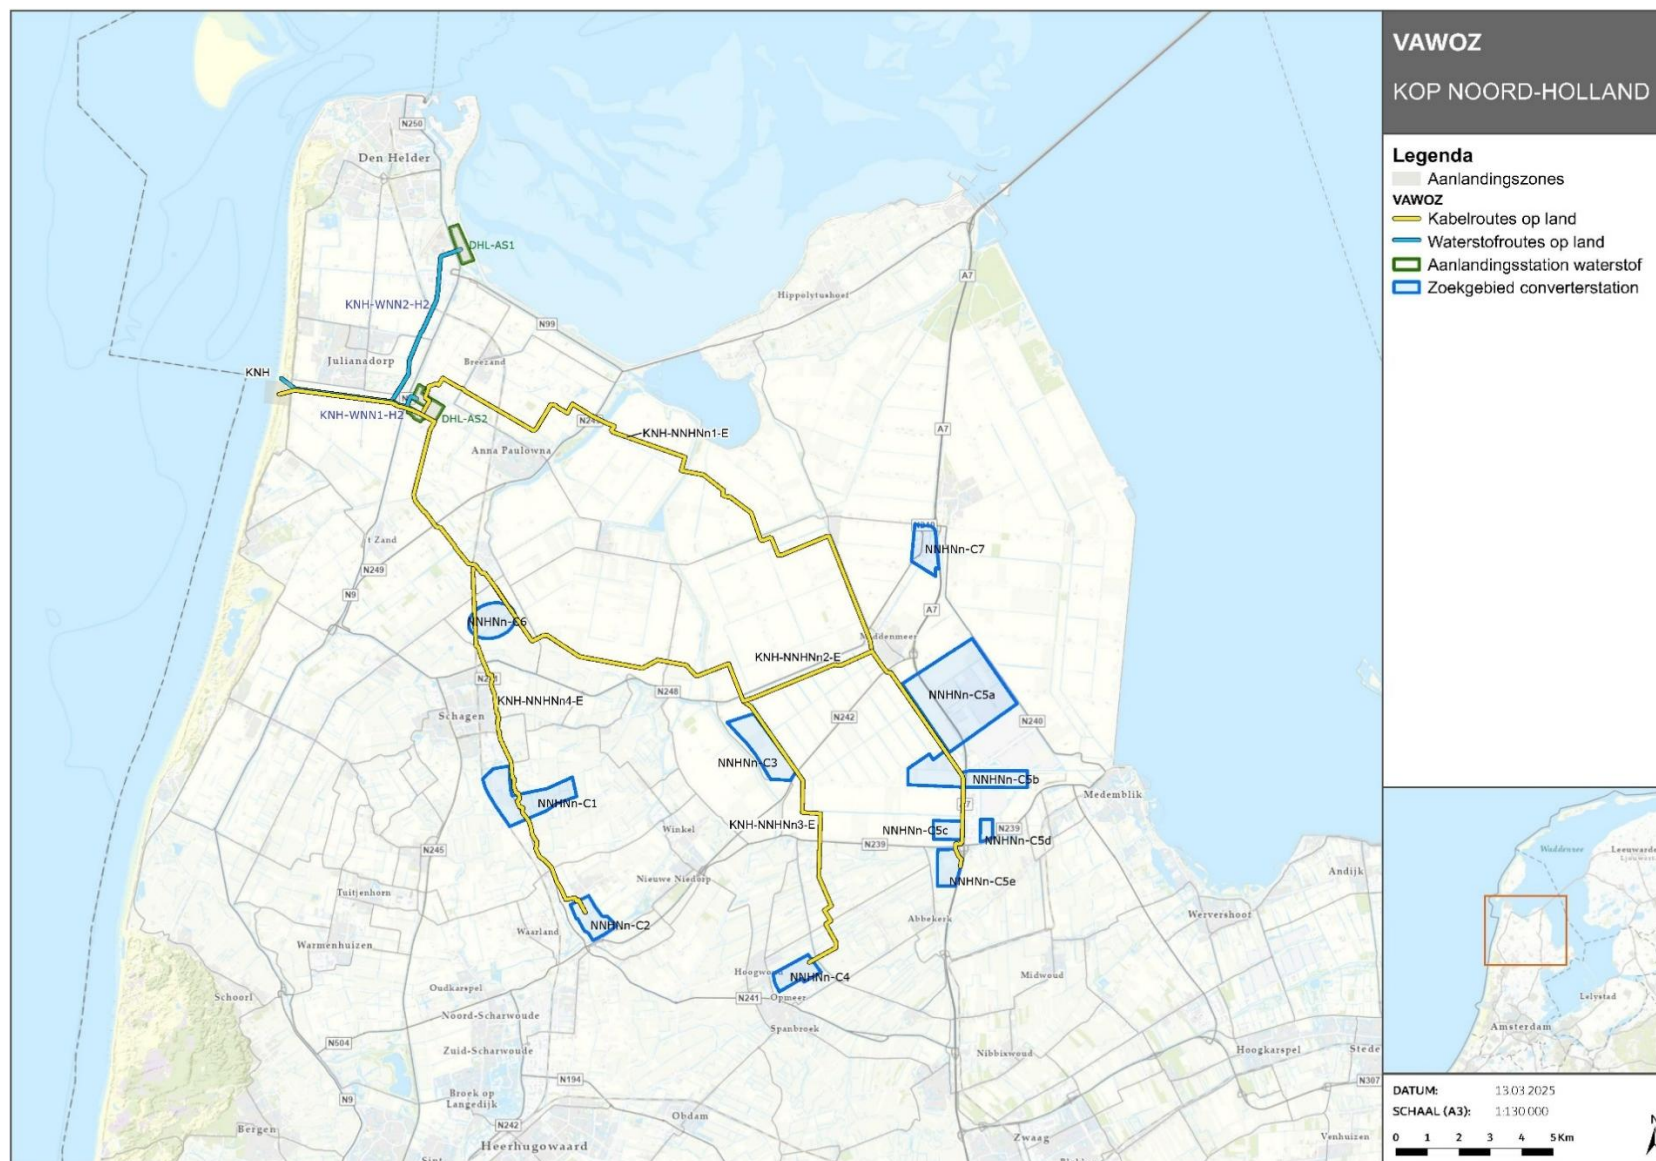 VAWOZ
KOP NOORD-HOLLAND
Legenda
Aanlandingszones
VAWOZ
Kabelroutes op land
Waterstofroutes op land
Aanlandingsstation waterstof
Zoekgebied converterstation
N250
Den Helder
DHL-AS1
A7
Hippolytushoef
KNH-WNN2-H2
N99
Julianadorp
Breezand
KNH
KNH-WNN1-H2
DHL-AS2
KNH-NNHNn1-E
A7
Anna Paulowna
t Zand
NNHNn-C7
N249
N9
A7
NNHNn-C6
Middenmeer
KNH-NNHNn2-E
N248
KNH-NNHNn4-E
NNHNn-C5a
Schagen
N242
N240
NNHNn-C3
NNHNn-C5b
Medemblik
NNHNn-C1
KNH-NNHNn3-E
Winkel
NNHNn-C5c
N239
N239
NNHNn-C5d
N245
Nieuwe Niedorp
NNHNn-C5e
Tuitjenhorn
Andijk
Abbekerk
Wervershoof
NNHNn-C2
Waarland
Warmenhuizen
Hoogwoud
NNHNn-C4
Midwoud
Oudkarspel
Schoorl
N241
Opmeer
Noord-Scharwoude
Spanbroek
N504
Zuid-Scharwoude
Nibbixwoud
Hoogkarspel
Stede
N194
N307
Broek op
Langedijk
N9
Obdam
Bergen
N242
Heerhugowaard
Zwaag
Venhuizen
Waddenzee
Leeuwarde
Lelystad
Amsterdam
DATUM: 13.03.2025
SCHAAL (A3): 1:130 000
0 1 2 3 4 5 Km
N